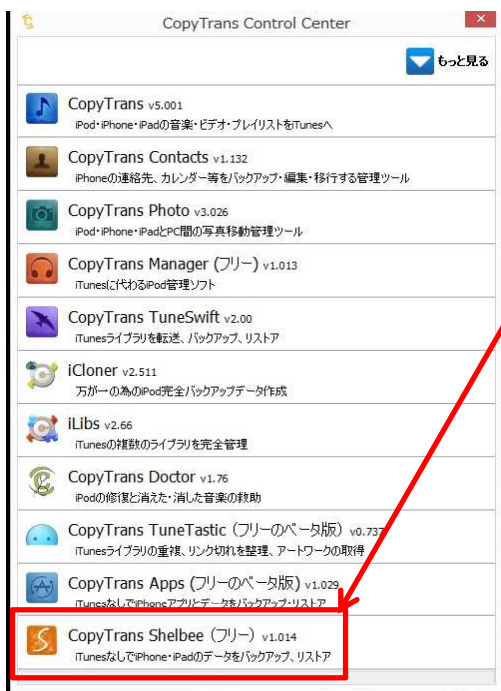 CopyTrans Control Center
もっと見る
CopyTrans v5.001
iPod・iPhone・iPadの音楽・ビデオ・プレイリストをiTunesへ
CopyTrans Contacts v1.132
iPhoneの連絡先、カレンダー等をバックアップ・編集・移行する管理ツール
CopyTrans Photo v3.026
iPod・iPhone・iPadとPC間の写真移動管理ツール
CopyTrans Manager (フリー) v1.013
iTunesに代わるiPod管理ソフト
CopyTrans TuneSwift v2.00
iTunesライブラリを転送、バックアップ、リストア
iCloner v2.511
万が一の為のiPod完全バックアップデータ作成
iLibs v2.66
iTunesの複数のライブラリを完全管理
CopyTrans Doctor v1.76
iPodの修復と消えた・消した音楽の救助
CopyTrans TuneTastic（フリーのベータ版） v0.737
iTunesライブラリの重複、リンク切れを整理、アートワークの取得
CopyTrans Apps (フリーのベータ版) v1.029
iTunesなしでiPhoneアプリとデータをバックアップ・リストア
CopyTrans Shelbee（フリー） v1.014
iTunesなしでiPhone・iPadのデータをバックアップ、リストア